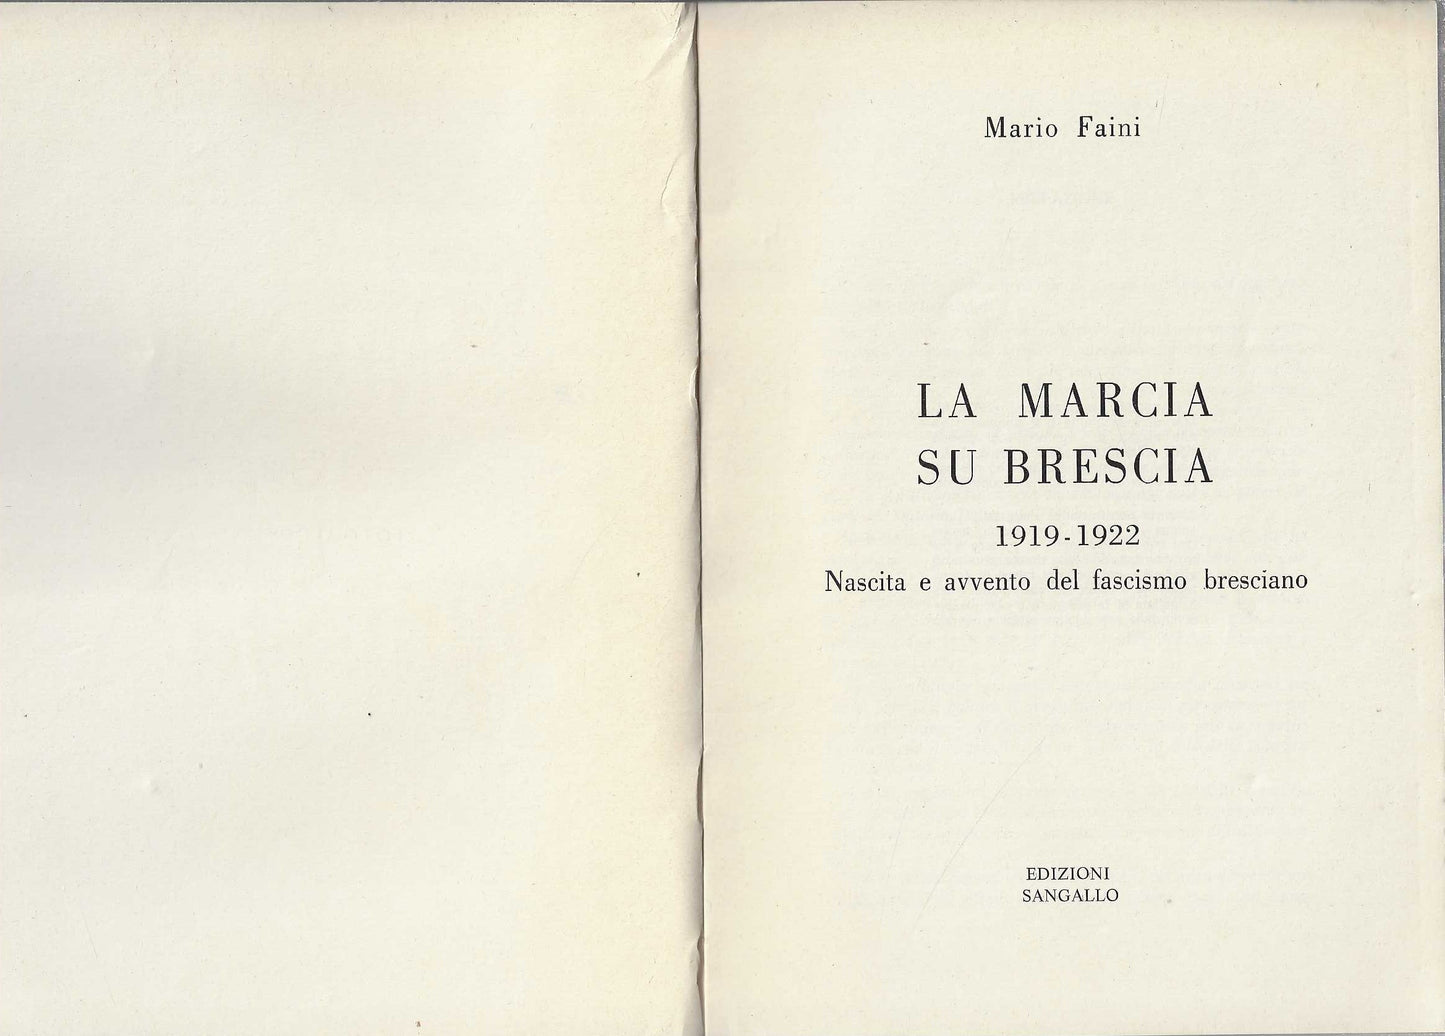 Mario Faini
LA MARCIA
SU BRESCIA
1919-1922
Nascita e avvento del fascismo bresciano
EDIZIONI
SANGALLO